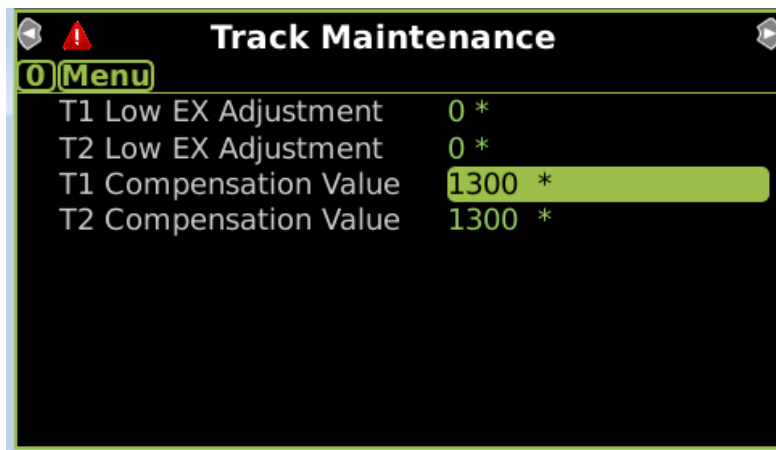 Track Maintenance
0 Menu
T1 Low EX Adjustment 0 *
T2 Low EX Adjustment 0 *
T1 Compensation Value 1300 *
T2 Compensation Value 1300 *